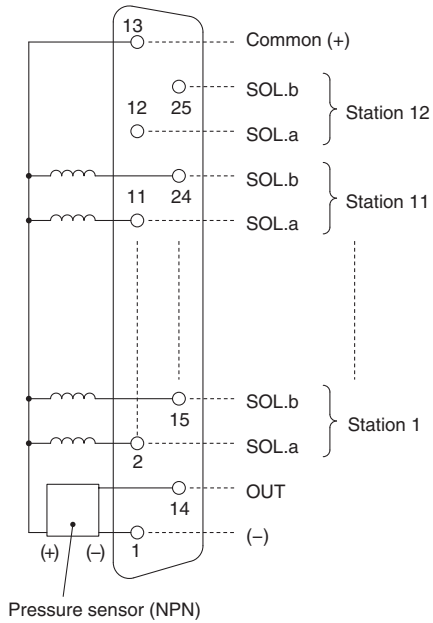 13
Common (+)
25
SOL.b
12
SOL.a
Station 12
24
SOL.b
11
SOL.a
Station 11
15
SOL.b
2
SOL.a
Station 1
14
OUT
1
(–)
(+)
(–)
Pressure sensor (NPN)